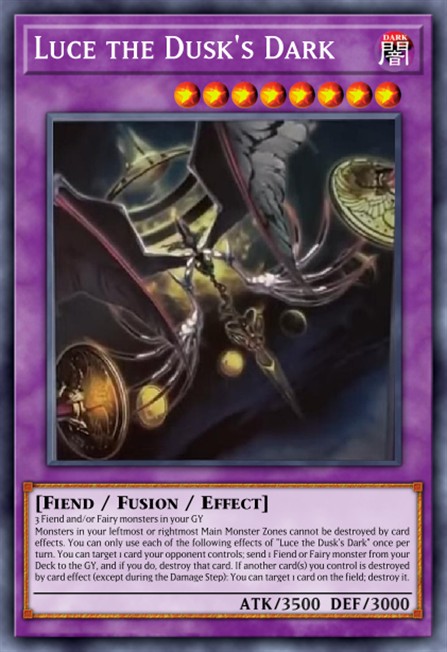 Luce the Dusk's Dark
DARK
闇
[Fiend / Fusion / Effect]
3 Fiend and/or Fairy monsters in your GY
Monsters in your leftmost or rightmost Main Monster Zones cannot be destroyed by card
effects. You can only use each of the following effects of "Luce the Dusk's Dark" once per
turn. You can target 1 card your opponent controls; send 1 Fiend or Fairy monster from your
Deck to the GY, and if you do, destroy that card. If another card(s) you control is destroyed
by card effect (except during the Damage Step): You can target 1 card on the field; destroy it.
ATK/3500 DEF/3000